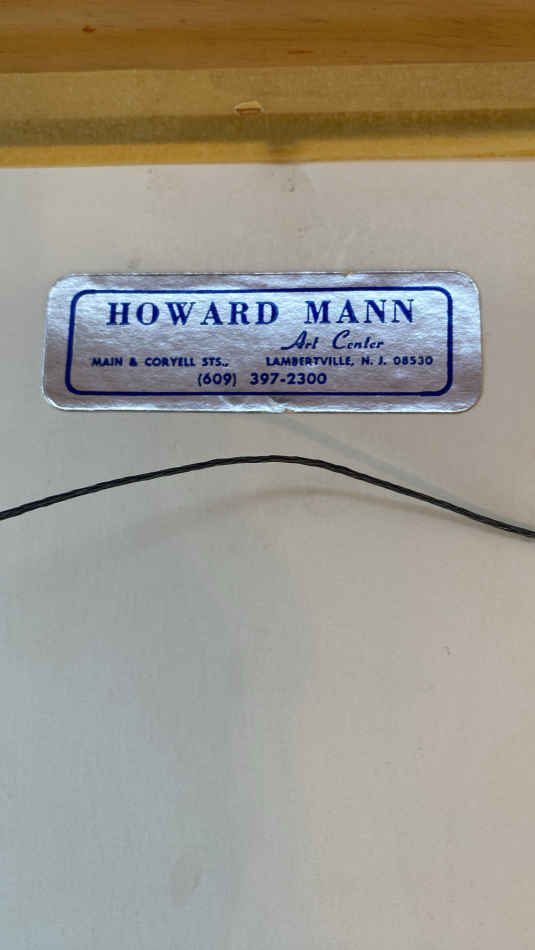 HOWARD MANN
Art Center
MAIN & CORYELL STS., LAMBERTVILLE, N. J. 08530
(609) 397-2300